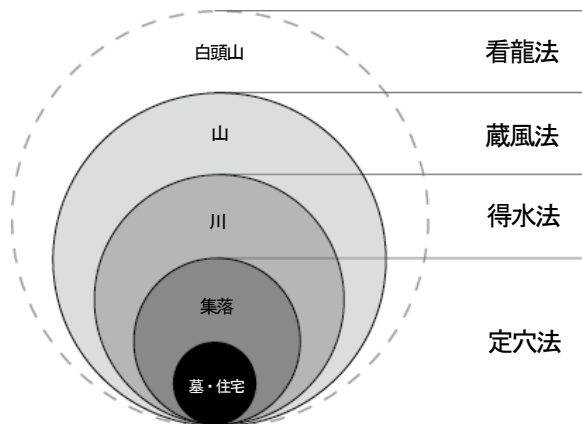 白頭山
看龍法
山
蔵風法
川
得水法
集落
定穴法
墓・住宅